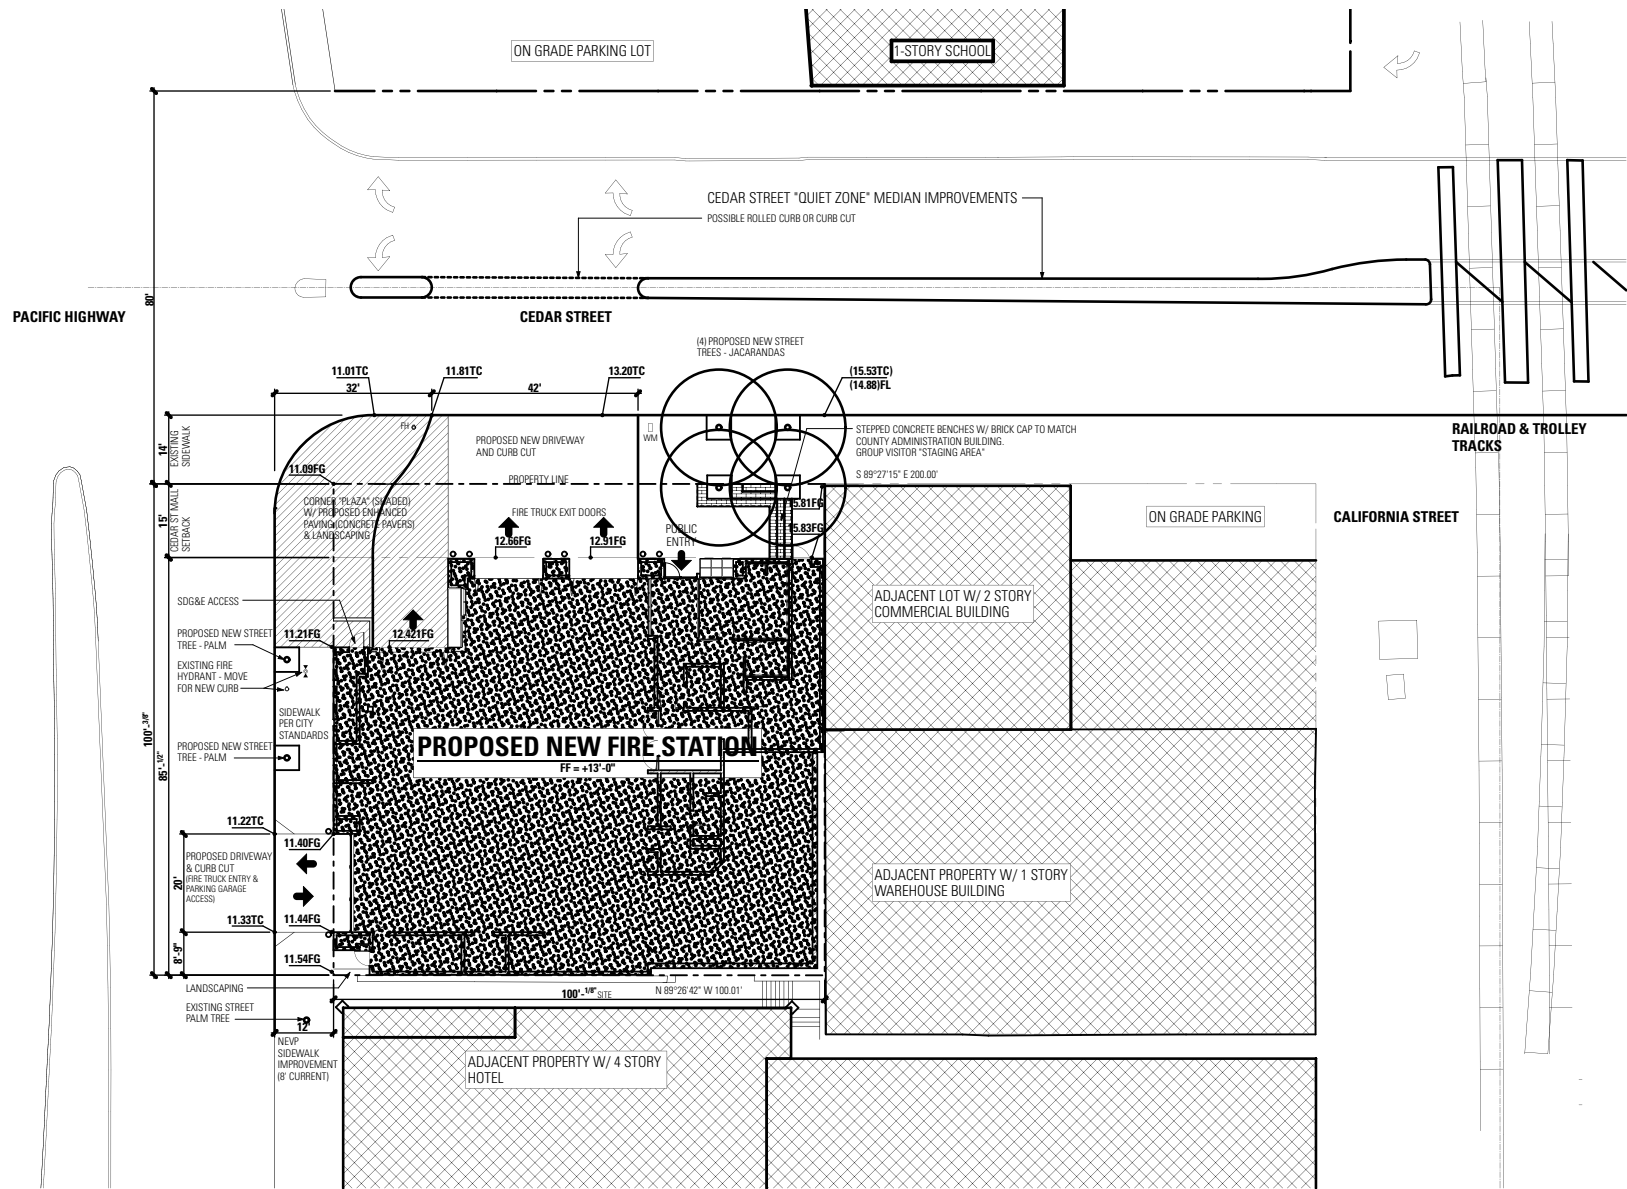 ON GRADE PARKING LOT
1-STORY SCHOOL
CEDAR STREET "QUIET ZONE" MEDIAN IMPROVEMENTS
POSSIBLE ROLLED CURB OR CURB CUT
80'
PACIFIC HIGHWAY
CEDAR STREET
(4) PROPOSED NEW STREET
TREES - JACARANDAS
11.01TC
11.81TC
13.20TC
(15.53TC)
(14.88)FL
32'
42'
14'
EXISTING
SIDEWALK
FH
WM
PROPOSED NEW DRIVEWAY
AND CURB CUT
STEPPED CONCRETE BENCHES W/ BRICK CAP TO MATCH
COUNTY ADMINISTRATION BUILDING.
GROUP VISITOR "STAGING AREA"
RAILROAD & TROLLEY
TRACKS
11.09FG
PROPERTY LINE
S 89°27'15" E 200.00'
15'
CEDAR ST MALL
SETBACK
CORNER "PLAZA" (SHADED)
W/ PROPOSED ENHANCED
PAVING (CONCRETE PAVERS)
& LANDSCAPING
FIRE TRUCK EXIT DOORS
15.81FG
15.83FG
PUBLIC
ENTRY
12.66FG
12.91FG
ON GRADE PARKING
CALIFORNIA STREET
ADJACENT LOT W/ 2 STORY
COMMERCIAL BUILDING
SDG&E ACCESS
PROPOSED NEW STREET
TREE - PALM
11.21FG
12.421FG
EXISTING FIRE
HYDRANT - MOVE
FOR NEW CURB
SIDEWALK
PER CITY
STANDARDS
100'-3/8"
85'-1/2"
PROPOSED NEW STREET
TREE - PALM
PROPOSED NEW FIRE STATION
FF = +13'-0"
11.22TC
11.40FG
PROPOSED DRIVEWAY
& CURB CUT
(FIRE TRUCK ENTRY &
PARKING GARAGE
ACCESS)
20'
ADJACENT PROPERTY W/ 1 STORY
WAREHOUSE BUILDING
11.33TC
11.44FG
8'-9"
11.54FG
LANDSCAPING
100'-1/8" SITE
N 89°26'42" W 100.01'
EXISTING STREET
PALM TREE
12'
NEVP
SIDEWALK
IMPROVEMENT
(8' CURRENT)
ADJACENT PROPERTY W/ 4 STORY
HOTEL